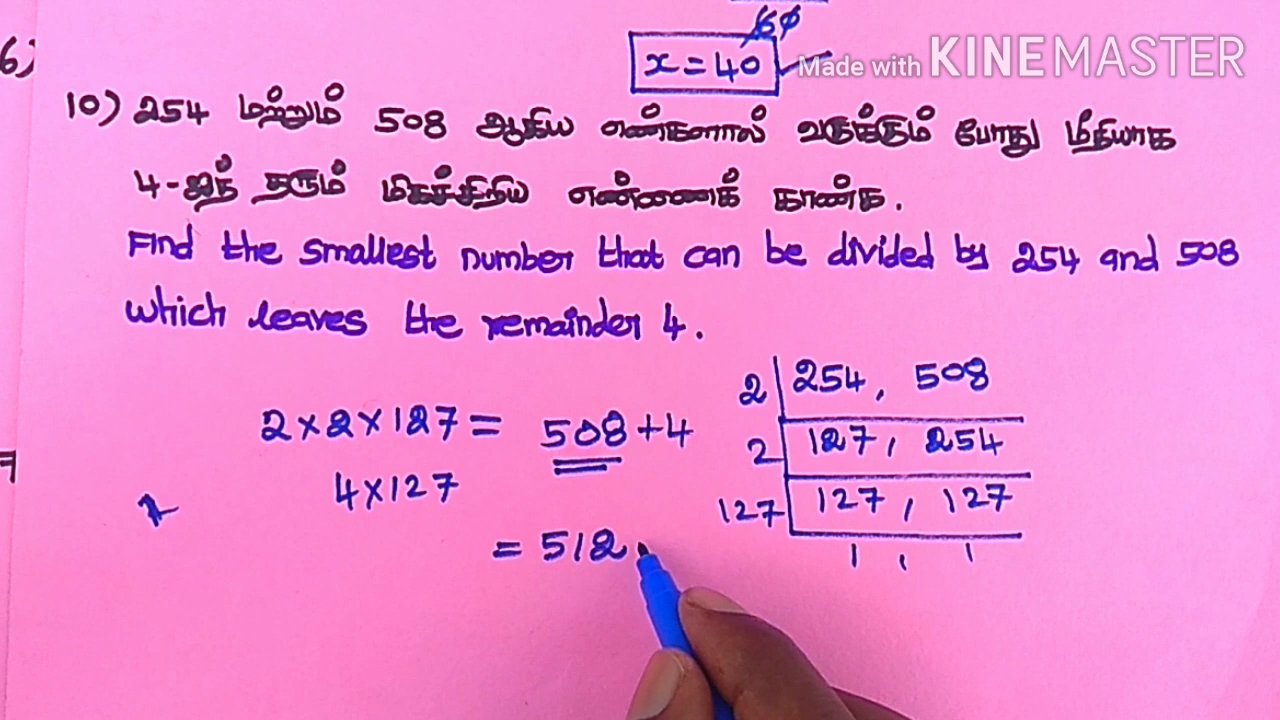 6)
60
x = 40
Made with KINEMASTER
10) 254 மற்றும் 508 ஆகிய எண்களால் வகுக்கும் போது மீதியாக
4-ஐத் தரும் மிகச்சிறிய எண்ணைக் காண்க.
Find the smallest number that can be divided by 254 and 508
which leaves the remainder 4.
2 × 2 × 127 = 508 + 4
4 × 127
= 512
2 | 254, 508
2 | 127, 254
127 | 127, 127
1, 1